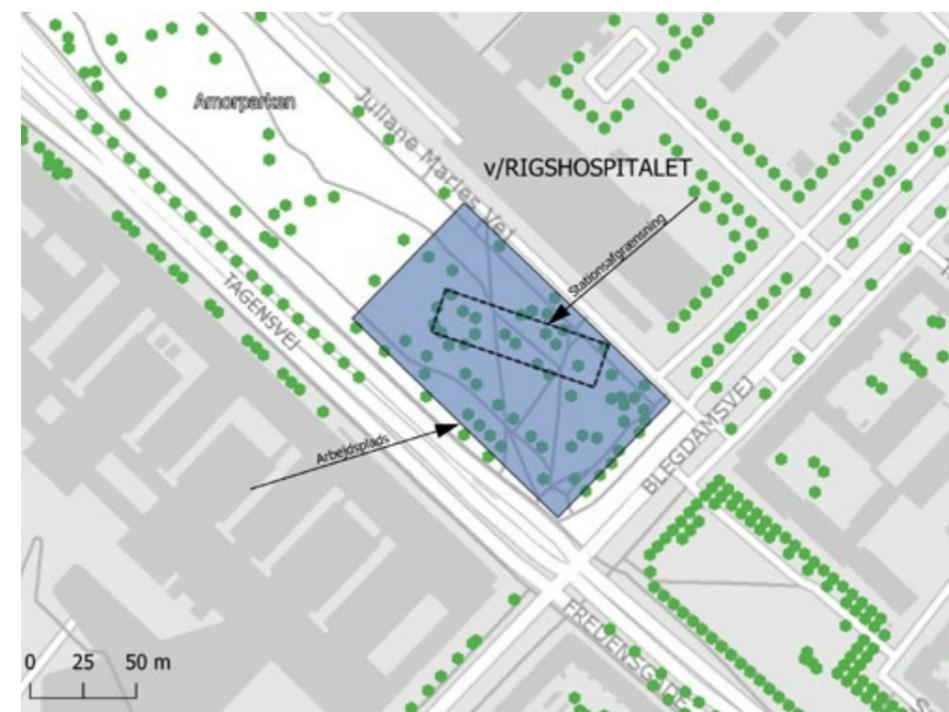 Amorparken
Juliane Maries Vej
v/RIGSHOSPITALET
Stationsafgrænsning
TAGENSVEJ
Arbejdsplads
BLEGDAMSVEJ
FREDENSGADE
0 25 50 m